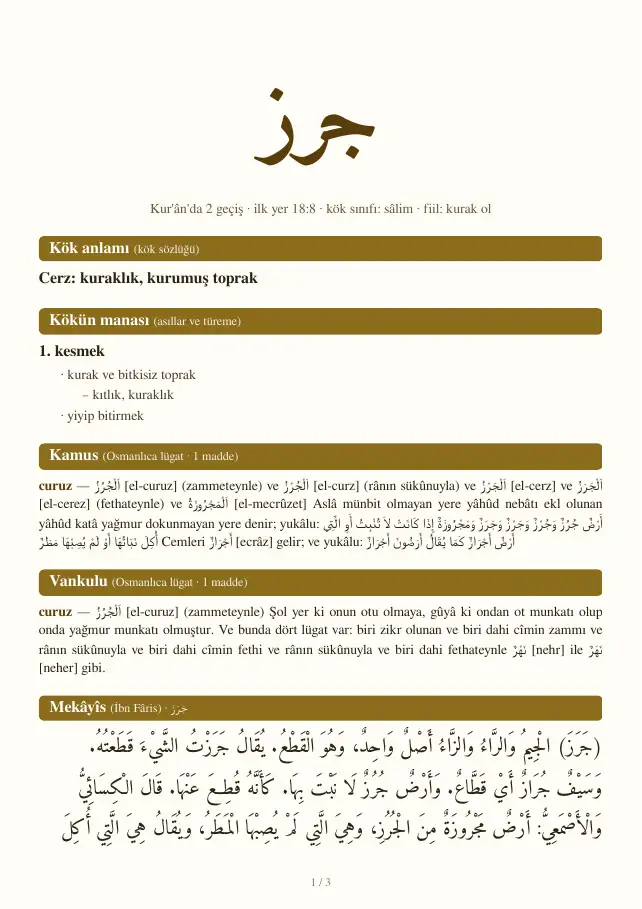 جرز
Kur'ân'da 2 geçiş · ilk yer 18:8 · kök sınıfı: sâlim · fiil: kurak ol
Kök anlamı (kök sözlüğü)
Cerz: kuraklık, kurumuş toprak
Kökün manası (asıllar ve türeme)
1. kesmek
· kurak ve bitkisiz toprak
– kıtlık, kuraklık
· yiyip bitirmek
Kamus (Osmanlıca lügat · 1 madde)
curuz — اَلْجُرُزُ [el-curuz] (zammeteynle) ve اَلْجُرْزُ [el-curz] (rânın sükûnuyla) ve اَلْجَرْزُ [el-cerz] ve اَلْجَرَزُ
[el-cerez] (fethateynle) ve اَلْمَجْرُوزَةُ [el-mecrûzet] Aslâ münbit olmayan yere yâhûd nebâtı ekl olunan
yâhûd katâ yağmur dokunmayan yere denir; yukâlu: أَرْضٌ جُرُزٌ وَجُرْزٌ وَجَرْزٌ وَجَرَزٌ وَمَجْرُوزَةٌ إِذَا كَانَتْ لاَ تُنْبِتُ أَوِ الَّتِي
أُكِلَ نَبَاتُهَا أَوْ لَمْ يُصِبْهَا مَطَرٌ Cemleri أَجْرَازٌ [ecrâz] gelir; ve yukâlu: أَرْضٌ أَجْرَازٌ كَمَا يُقَالُ أَرَضُونَ أَجْرَازٌ
Vankulu (Osmanlıca lügat · 1 madde)
curuz — اَلْجُرُزُ [el-curuz] (zammeteynle) Şol yer ki onun otu olmaya, gûyâ ki ondan ot munkatı olup
onda yağmur munkatı olmuştur. Ve bunda dört lügat var: biri zikr olunan ve biri dahi cîmin zammı ve
rânın sükûnuyla ve biri dahi cîmin fethi ve rânın sükûnuyla ve biri dahi fethateynle نَهْرٌ [nehr] ile نَهَرٌ
[neher] gibi.
Mekâyîs (İbn Fâris) · جَرَزَ
(جَرَزَ) الْجِيمُ وَالرَّاءُ وَالزَّاءُ أَصْلٌ وَاحِدٌ، وَهُوَ الْقَطْعُ. يُقَالُ جَرَزْتُ الشَّيْءَ قَطَعْتُهُ.
وَسَيْفٌ جُرَازٌ أَيْ قَطَّاعٌ. وَأَرْضٌ جُرُزٌ لَا نَبْتَ بِهَا. كَأَنَّهُ قُطِعَ عَنْهَا. قَالَ الْكِسَائِيُّ
وَالْأَصْمَعِيُّ: أَرْضٌ مَجْرُوزَةٌ مِنَ الْجُرُزِ، وَهِيَ الَّتِي لَمْ يُصِبْهَا الْمَطَرُ، وَيُقَالُ هِيَ الَّتِي أُكِلَ
1 / 3